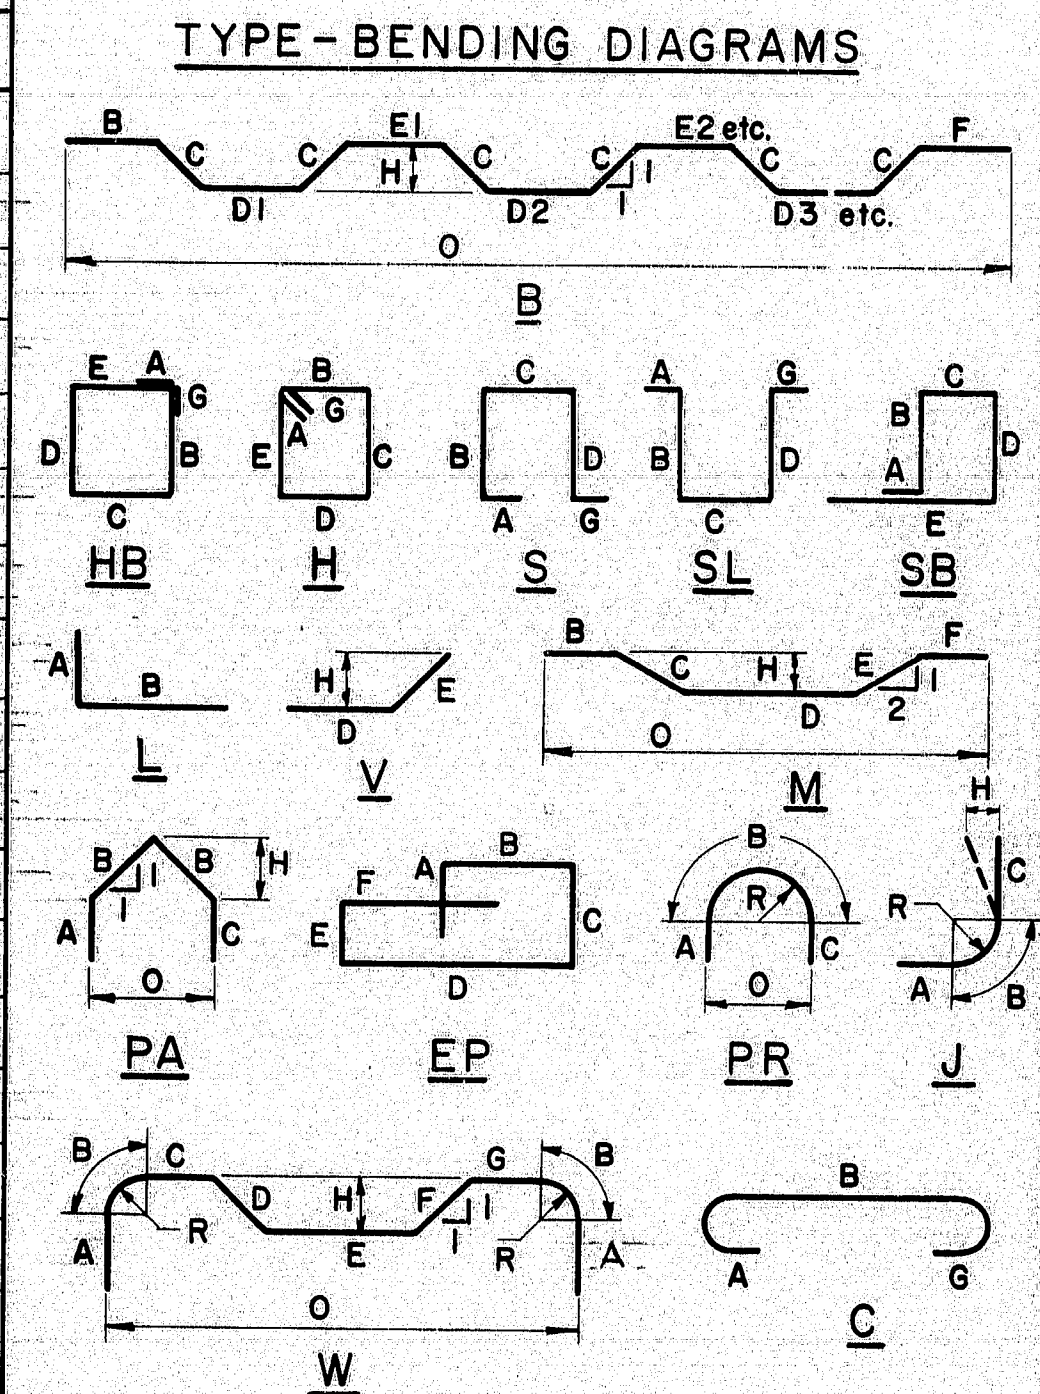 TYPE-BENDING DIAGRAMS
B E1 E2 etc. F
C C H C C 1 C C
D1 D2 1 D3 etc.
O
B
E A G B C C A G C
D B A G E C B D B D B A D
C D A G C E
HB H S SL SB
A B H E B C H E F
D D 2 1
O
L V M
H
B B H B B C
1 F A R R
1
A C E C A C A B
O D O
PA EP PR J
B C G B B
D H F 1
R 1 R
A E A A G
O
C
W